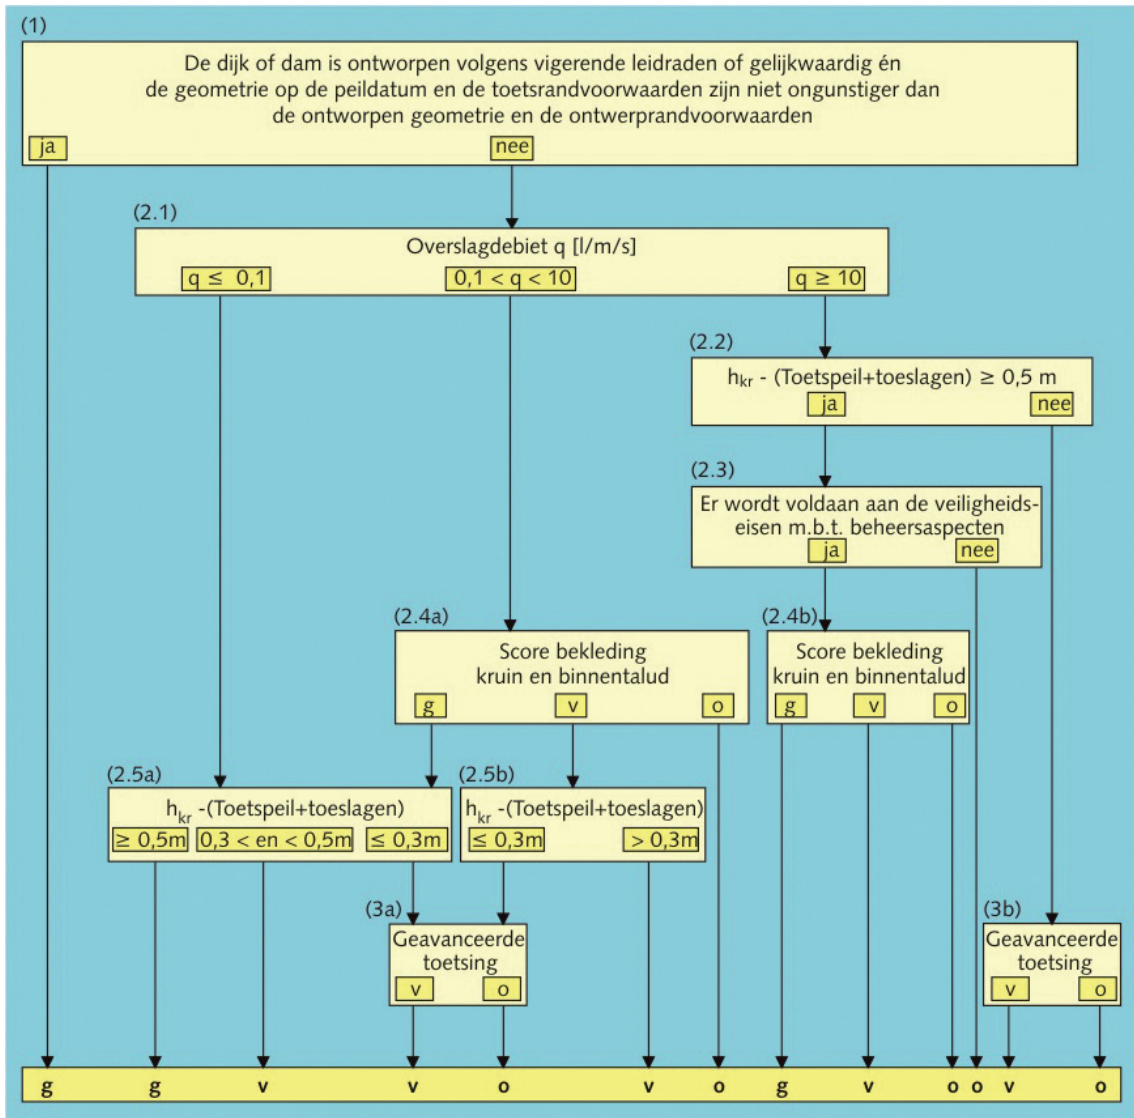 (1)
De dijk of dam is ontworpen volgens vigerende leidraden of gelijkwaardig én
de geometrie op de peildatum en de toetsrandvoorwaarden zijn niet ongunstiger dan
de ontworpen geometrie en de ontwerprandvoorwaarden
ja nee
(2.1)
Overslagdebiet q [l/m/s]
q ≤ 0,1 0,1 < q < 10 q ≥ 10
(2.2)
hkr - (Toetspeil+toeslagen) ≥ 0,5 m
ja nee
(2.3)
Er wordt voldaan aan de veiligheids-
eisen m.b.t. beheersaspecten
ja nee
(2.4a)
Score bekleding
kruin en binnentalud
g v o
(2.4b)
Score bekleding
kruin en binnentalud
g v o
(2.5a)
hkr -(Toetspeil+toeslagen)
≥ 0,5m 0,3 < en < 0,5m ≤ 0,3m
(2.5b)
hkr -(Toetspeil+toeslagen)
≤ 0,3m > 0,3m
(3a)
Geavanceerde
toetsing
v o
(3b)
Geavanceerde
toetsing
v o
g g v v o v o g v o o v o